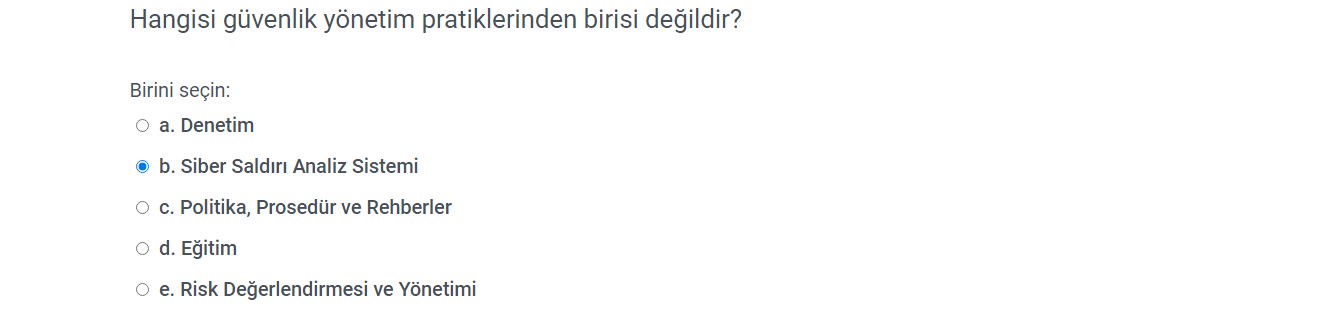 Hangisi güvenlik yönetim pratiklerinden birisi değildir?
Birini seçin:
a. Denetim
b. Siber Saldırı Analiz Sistemi
c. Politika, Prosedür ve Rehberler
d. Eğitim
e. Risk Değerlendirmesi ve Yönetimi